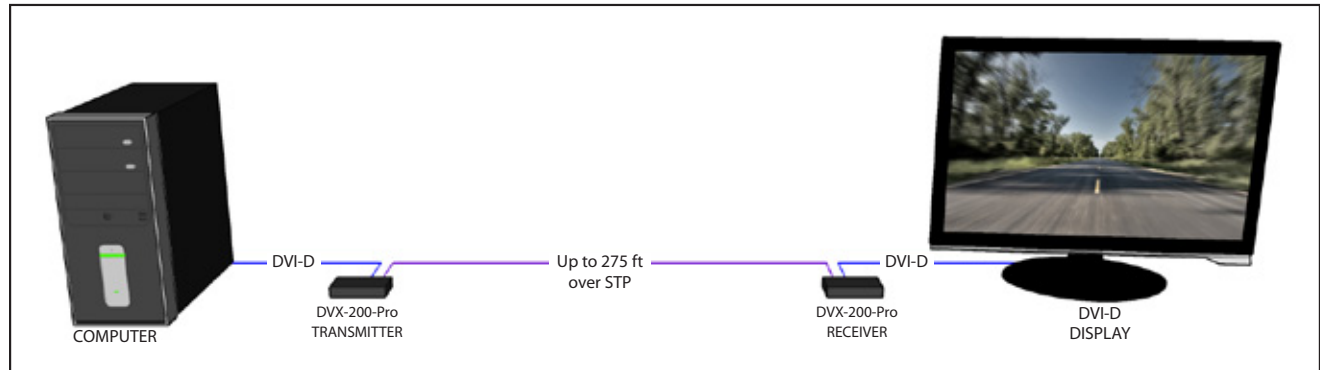 DVI-D
Up to 275 ft
over STP
DVI-D
DVX-200-Pro
TRANSMITTER
DVX-200-Pro
RECEIVER
COMPUTER
DVI-D
DISPLAY